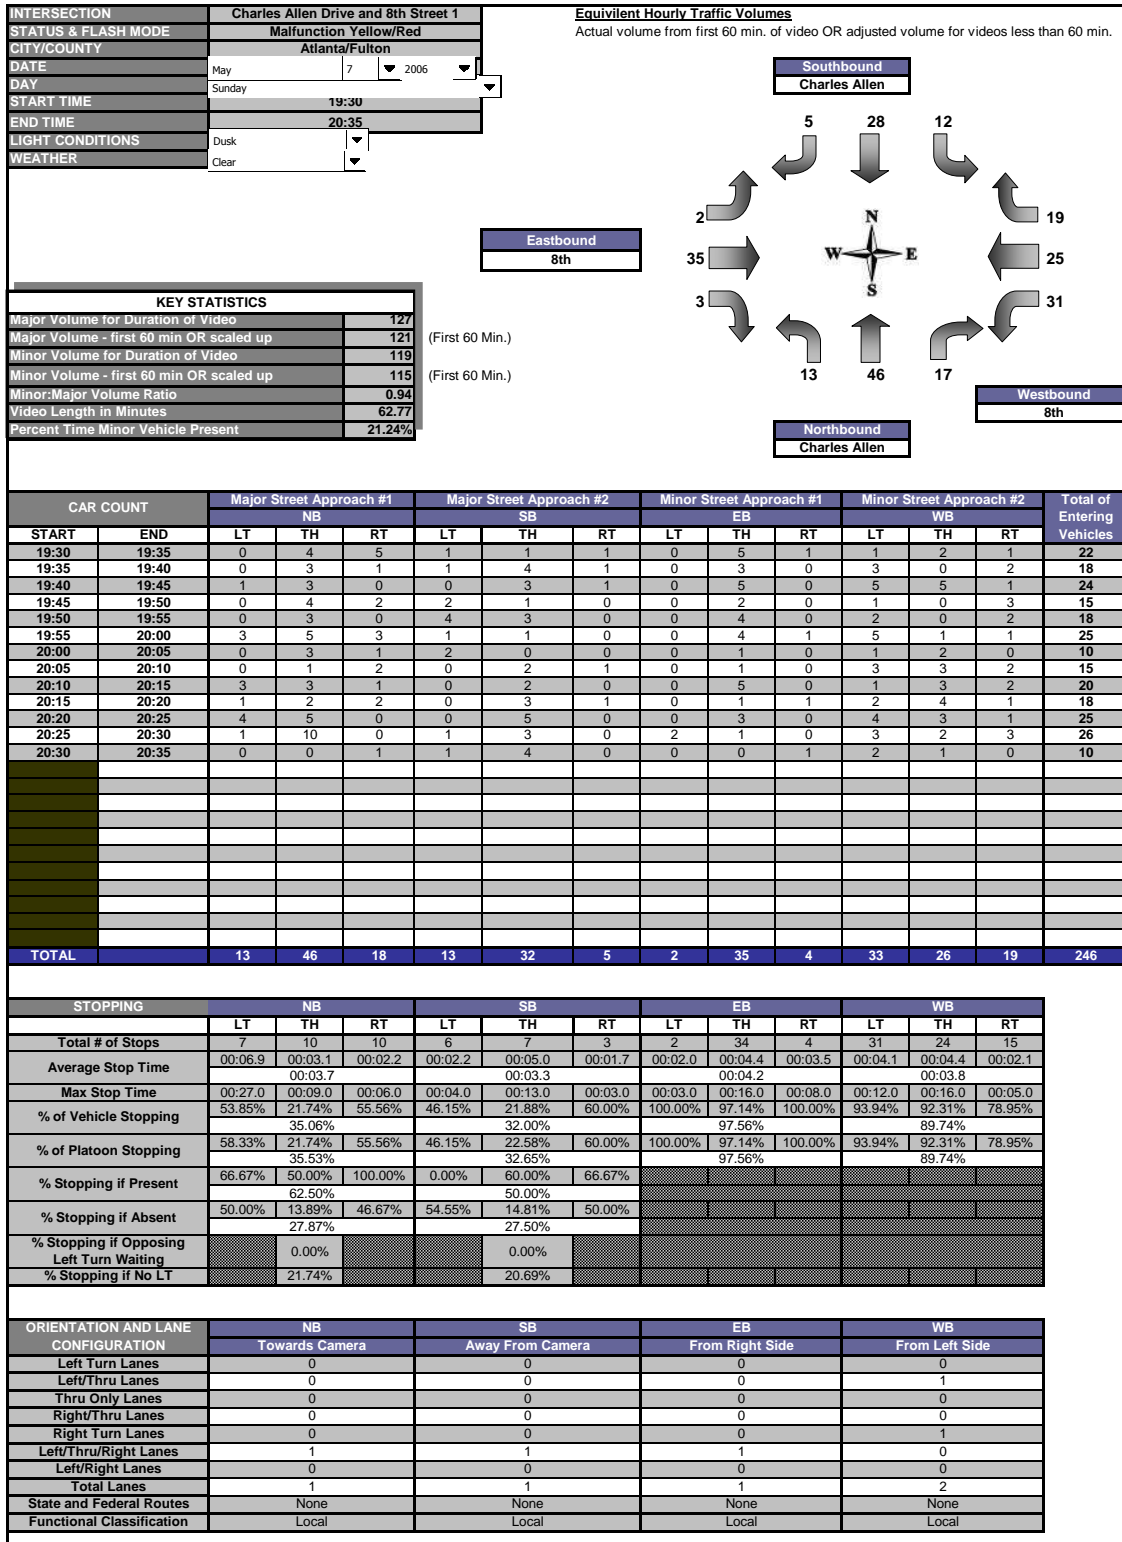 INTERSECTION Charles Allen Drive and 8th Street 1
STATUS & FLASH MODE Malfunction Yellow/Red
CITY/COUNTY Atlanta/Fulton
DATE May 7 2006
DAY Sunday
START TIME 19:30
END TIME 20:35
LIGHT CONDITIONS Dusk
WEATHER Clear
Equivilent Hourly Traffic Volumes
Actual volume from first 60 min. of video OR adjusted volume for videos less than 60 min.
Southbound
Charles Allen
5 28 12
2 19
N
Eastbound
8th
35 W E 25
S
3 31
13 46 17
Westbound
8th
Northbound
Charles Allen
KEY STATISTICS
Major Volume for Duration of Video 127
Major Volume - first 60 min OR scaled up 121 (First 60 Min.)
Minor Volume for Duration of Video 119
Minor Volume - first 60 min OR scaled up 115 (First 60 Min.)
Minor:Major Volume Ratio 0.94
Video Length in Minutes 62.77
Percent Time Minor Vehicle Present 21.24%
CAR COUNT Major Street Approach #1 Major Street Approach #2 Minor Street Approach #1 Minor Street Approach #2 Total of
NB SB EB WB Entering
START END LT TH RT LT TH RT LT TH RT LT TH RT Vehicles
19:30 19:35 0 4 5 1 1 1 0 5 1 1 2 1 22
19:35 19:40 0 3 1 1 4 1 0 3 0 3 0 2 18
19:40 19:45 1 3 0 0 3 1 0 5 0 5 5 1 24
19:45 19:50 0 4 2 2 1 0 0 2 0 1 0 3 15
19:50 19:55 0 3 0 4 3 0 0 4 0 2 0 2 18
19:55 20:00 3 5 3 1 1 0 0 4 1 5 1 1 25
20:00 20:05 0 3 1 2 0 0 0 1 0 1 2 0 10
20:05 20:10 0 1 2 0 2 1 0 1 0 3 3 2 15
20:10 20:15 3 3 1 0 2 0 0 5 0 1 3 2 20
20:15 20:20 1 2 2 0 3 1 0 1 1 2 4 1 18
20:20 20:25 4 5 0 0 5 0 0 3 0 4 3 1 25
20:25 20:30 1 10 0 1 3 0 2 1 0 3 2 3 26
20:30 20:35 0 0 1 1 4 0 0 0 1 2 1 0 10
TOTAL 13 46 18 13 32 5 2 35 4 33 26 19 246
STOPPING NB SB EB WB
LT TH RT LT TH RT LT TH RT LT TH RT
Total # of Stops 7 10 10 6 7 3 2 34 4 31 24 15
Average Stop Time 00:06.9 00:03.1 00:02.2 00:02.2 00:05.0 00:01.7 00:02.0 00:04.4 00:03.5 00:04.1 00:04.4 00:02.1
00:03.7 00:03.3 00:04.2 00:03.8
Max Stop Time 00:27.0 00:09.0 00:06.0 00:04.0 00:13.0 00:03.0 00:03.0 00:16.0 00:08.0 00:12.0 00:16.0 00:05.0
% of Vehicle Stopping 53.85% 21.74% 55.56% 46.15% 21.88% 60.00% 100.00% 97.14% 100.00% 93.94% 92.31% 78.95%
35.06% 32.00% 97.56% 89.74%
% of Platoon Stopping 58.33% 21.74% 55.56% 46.15% 22.58% 60.00% 100.00% 97.14% 100.00% 93.94% 92.31% 78.95%
35.53% 32.65% 97.56% 89.74%
% Stopping if Present 66.67% 50.00% 100.00% 0.00% 60.00% 66.67%
62.50% 50.00%
% Stopping if Absent 50.00% 13.89% 46.67% 54.55% 14.81% 50.00%
27.87% 27.50%
% Stopping if Opposing
Left Turn Waiting 0.00% 0.00%
% Stopping if No LT 21.74% 20.69%
ORIENTATION AND LANE NB SB EB WB
CONFIGURATION Towards Camera Away From Camera From Right Side From Left Side
Left Turn Lanes 0 0 0 0
Left/Thru Lanes 0 0 0 1
Thru Only Lanes 0 0 0 0
Right/Thru Lanes 0 0 0 0
Right Turn Lanes 0 0 0 1
Left/Thru/Right Lanes 1 1 1 0
Left/Right Lanes 0 0 0 0
Total Lanes 1 1 1 2
State and Federal Routes None None None None
Functional Classification Local Local Local Local